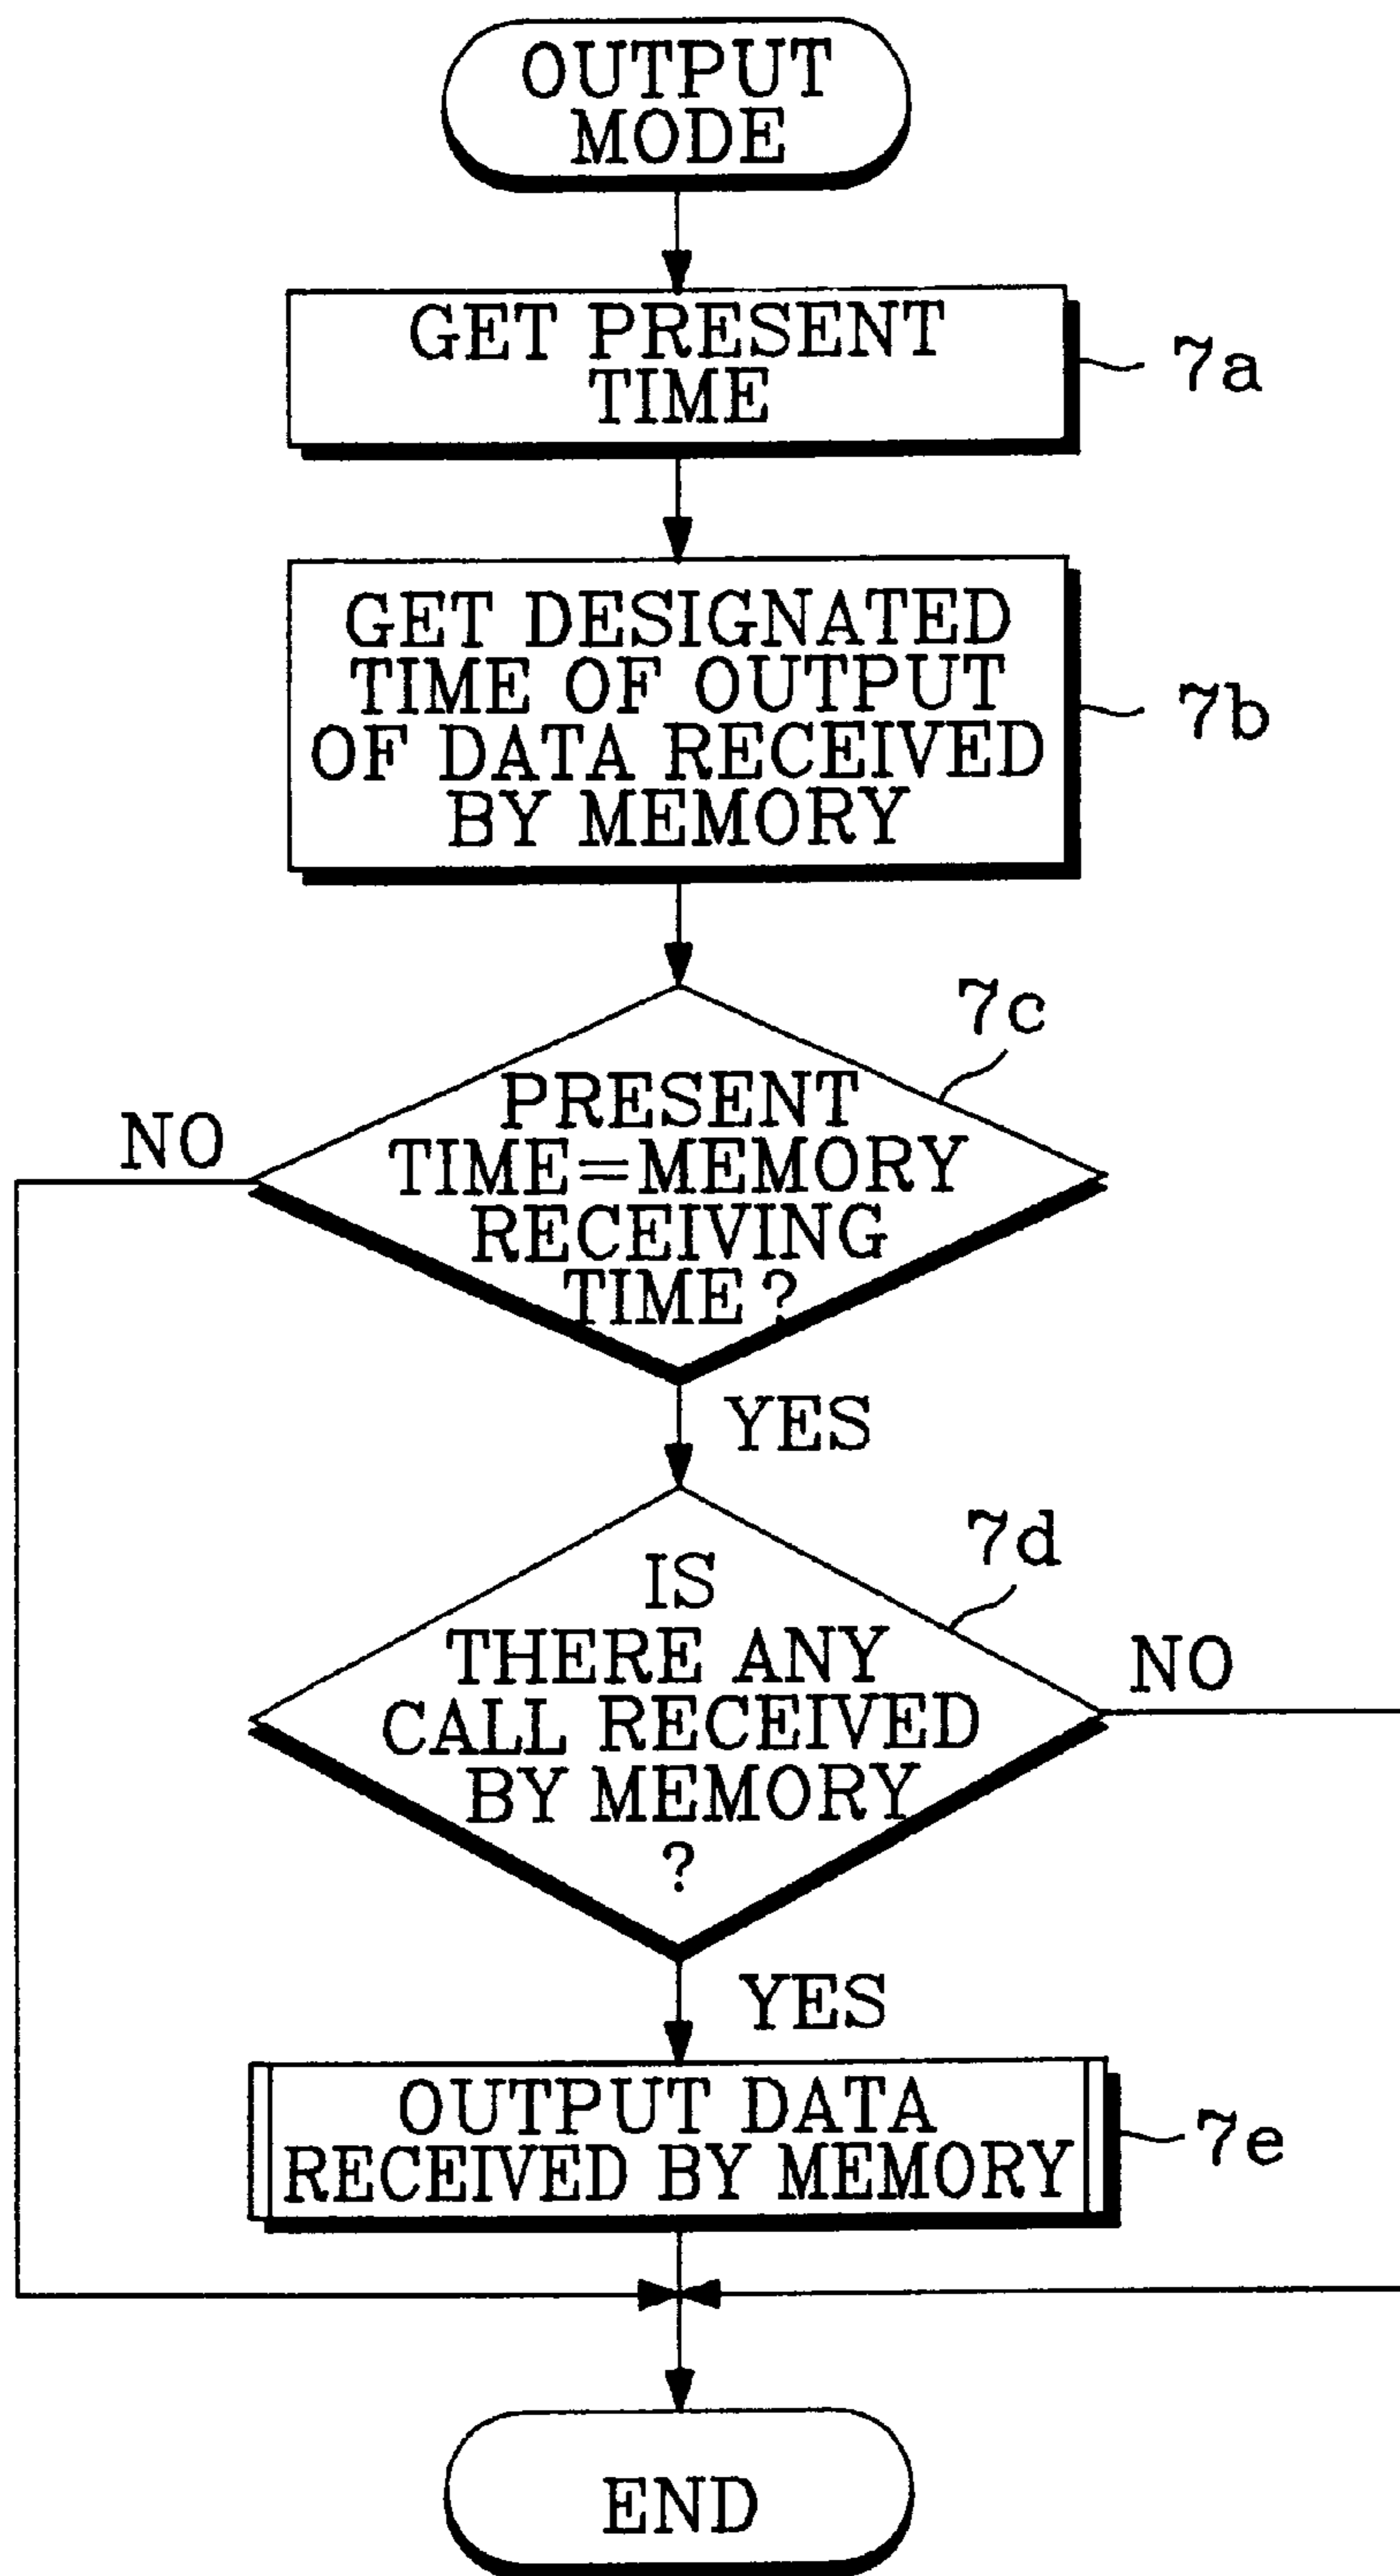 OUTPUT
MODE
GET PRESENT
TIME
7a
GET DESIGNATED
TIME OF OUTPUT
OF DATA RECEIVED
BY MEMORY
7b
7c
PRESENT
TIME=MEMORY
RECEIVING
TIME?
NO
YES
7d
IS
THERE ANY
CALL RECEIVED
BY MEMORY
?
NO
YES
OUTPUT DATA
RECEIVED BY MEMORY
7e
END